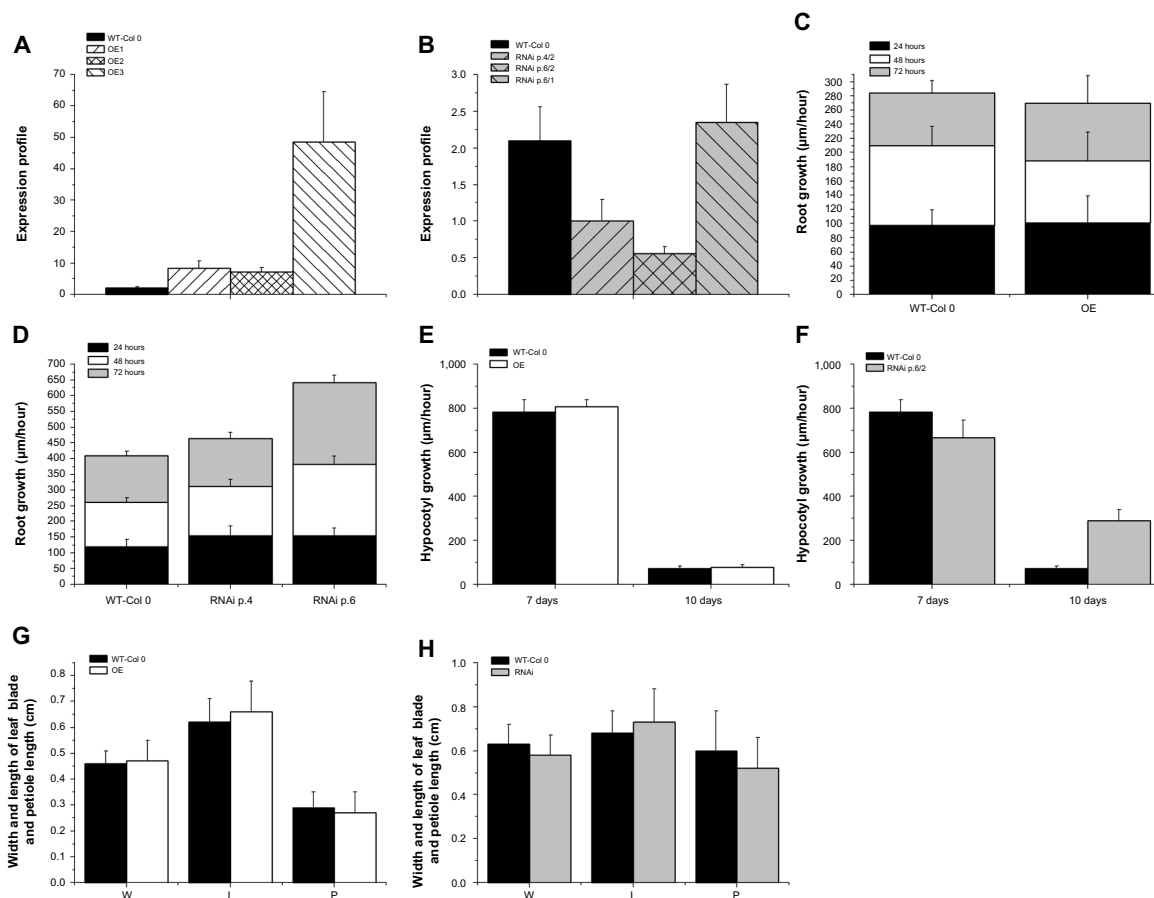 A
WT-Col 0
OE1
OE2
OE3
Expression profile
70
60
50
40
30
20
10
0
B
WT-Col 0
RNAi p.4/2
RNAi p.6/2
RNAi p.6/1
Expression profile
3.0
2.5
2.0
1.5
1.0
0.5
0.0
C
24 hours
48 hours
72 hours
Root growth (µm/hour)
300
280
260
240
220
200
180
160
140
120
100
80
60
40
20
0
WT-Col 0
OE
D
24 hours
48 hours
72 hours
Root growth (µm/hour)
700
650
600
550
500
450
400
350
300
250
200
150
100
50
0
WT-Col 0
RNAi p.4
RNAi p.6
E
WT-Col 0
OE
Hypocotyl growth (µm/hour)
1,000
800
600
400
200
0
7 days
10 days
F
WT-Col 0
RNAi p.6/2
Hypocotyl growth (µm/hour)
1,000
800
600
400
200
0
7 days
10 days
G
WT-Col 0
OE
Width and length of leaf blade
and petiole length (cm)
0.8
0.7
0.6
0.5
0.4
0.3
0.2
0.1
0.0
W
I
P
H
WT-Col 0
RNAi
Width and length of leaf blade
and petiole length (cm)
1.0
0.8
0.6
0.4
0.2
0.0
W
I
P